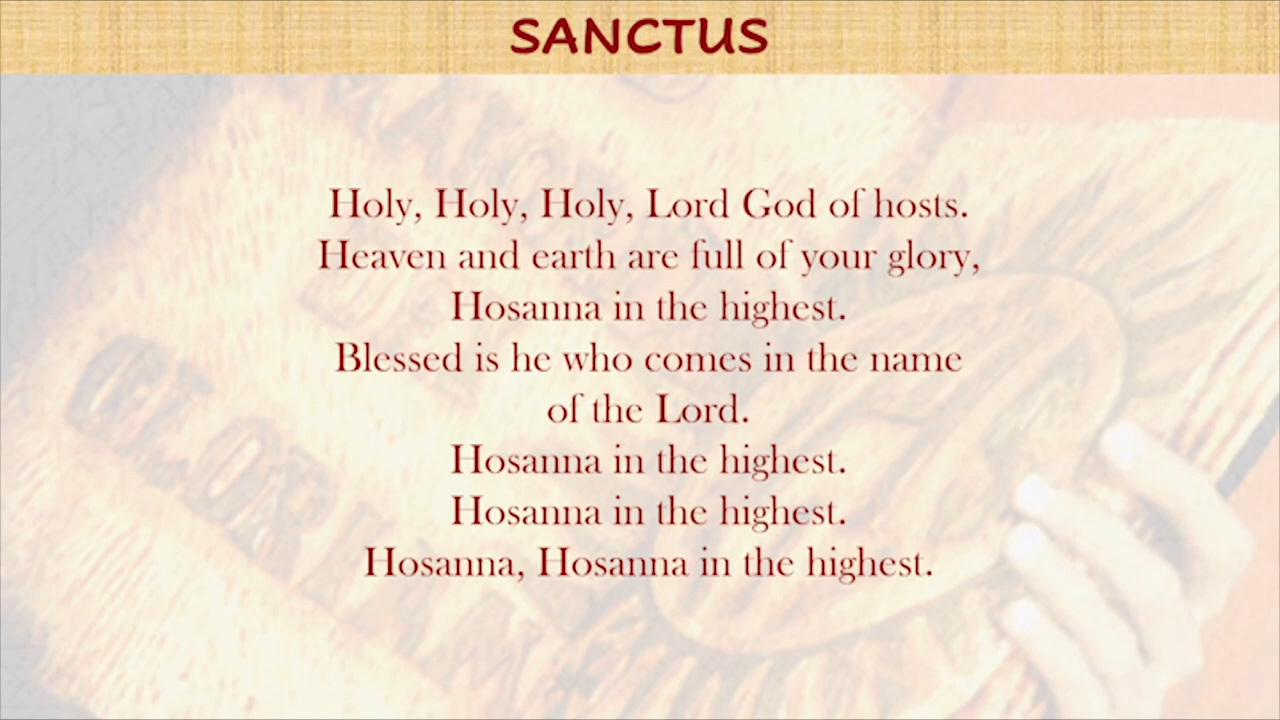 SANCTUS
Holy, Holy, Holy, Lord God of hosts.
Heaven and earth are full of your glory,
Hosanna in the highest.
Blessed is he who comes in the name
of the Lord.
Hosanna in the highest.
Hosanna in the highest.
Hosanna, Hosanna in the highest.